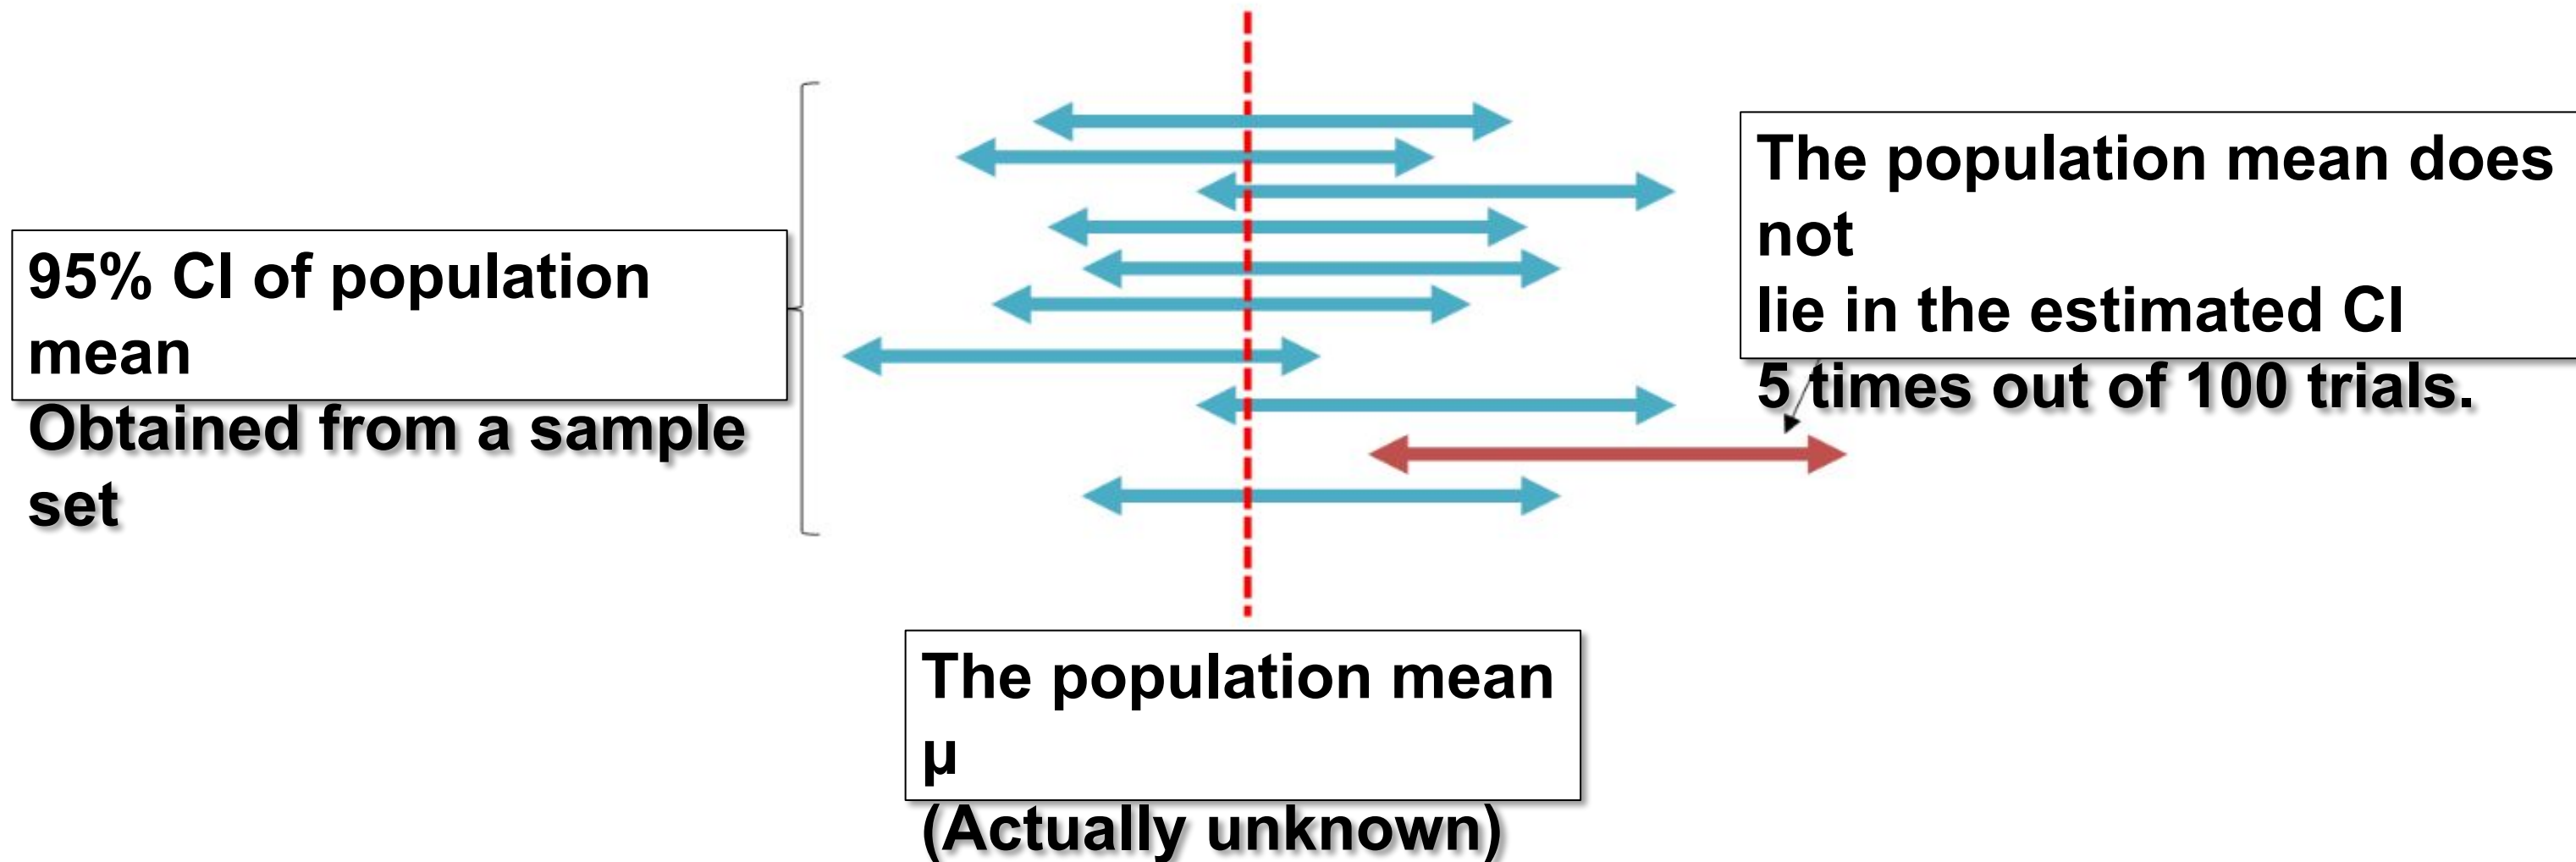 95% CI of population
mean
Obtained from a sample
set
The population mean does
not
lie in the estimated CI
5 times out of 100 trials.
The population mean
μ
(Actually unknown)